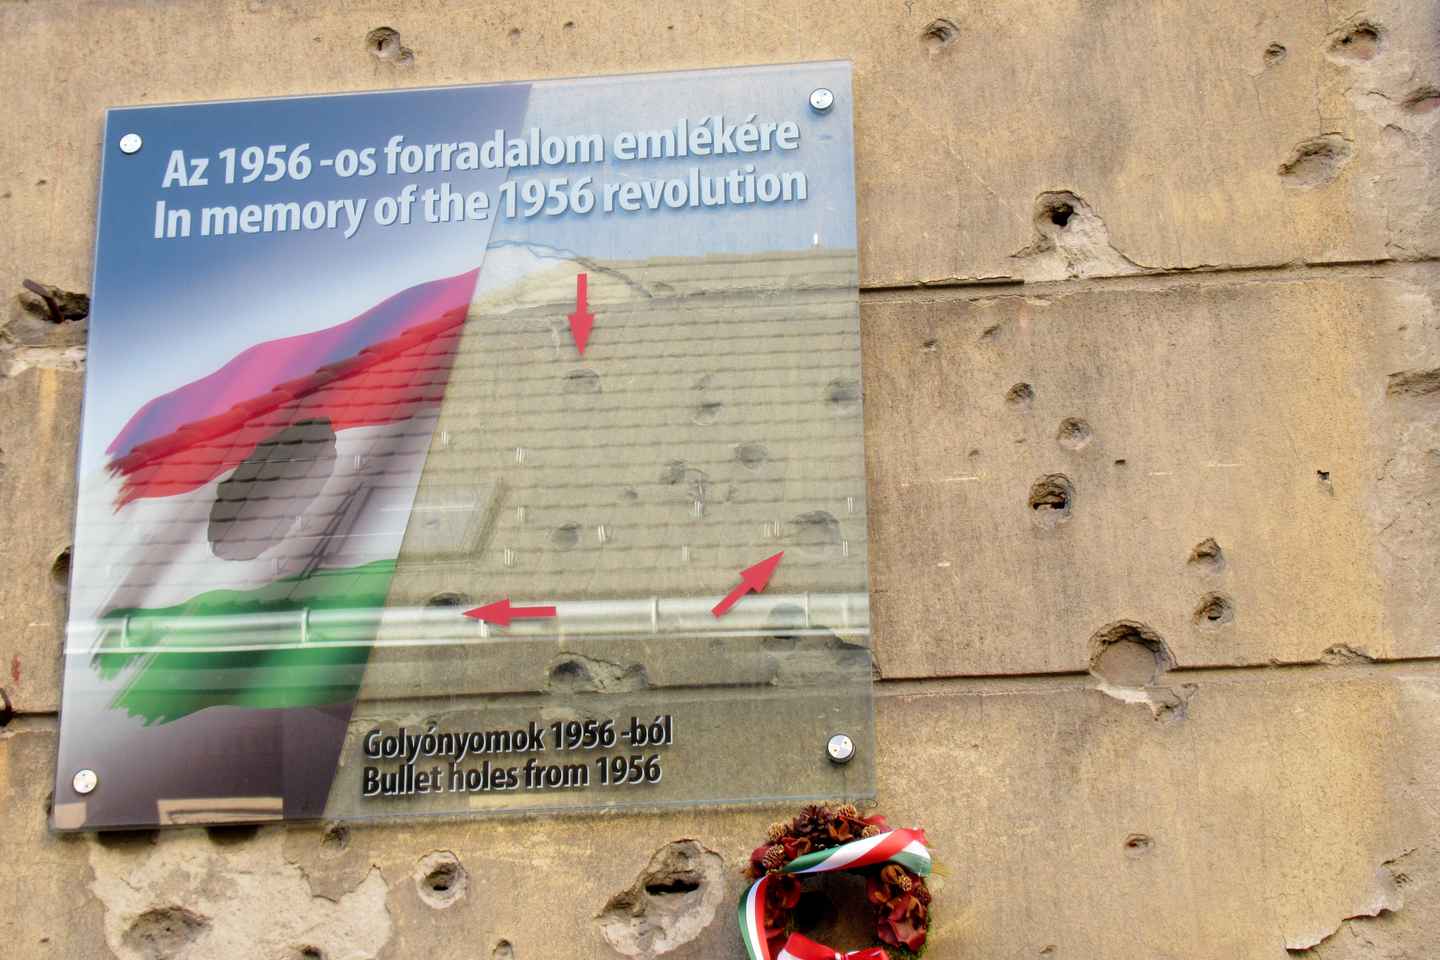 Az 1956 -os forradalom emlékére
In memory of the 1956 revolution
Golyónyomok 1956 -ból
Bullet holes from 1956